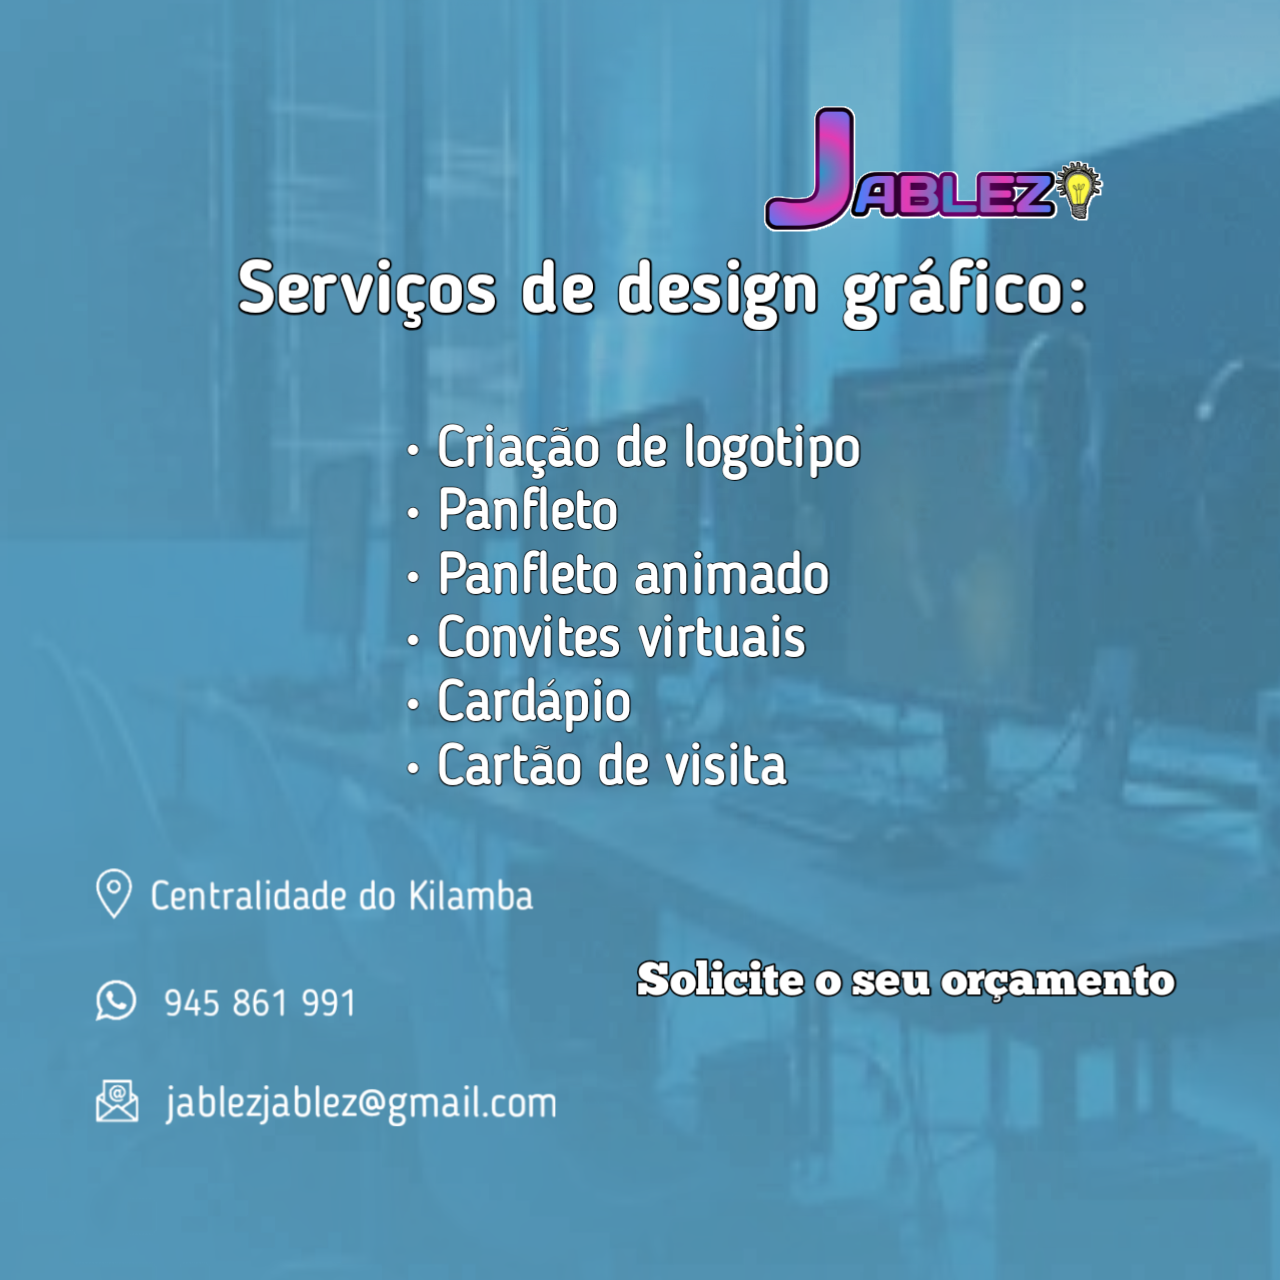 JABLEZ
Serviços de design gráfico:
• Criação de logotipo
• Panfleto
• Panfleto animado
• Convites virtuais
• Cardápio
• Cartão de visita
Centralidade do Kilamba
Solicite o seu orçamento
945 861 991
jablezjablez@gmail.com